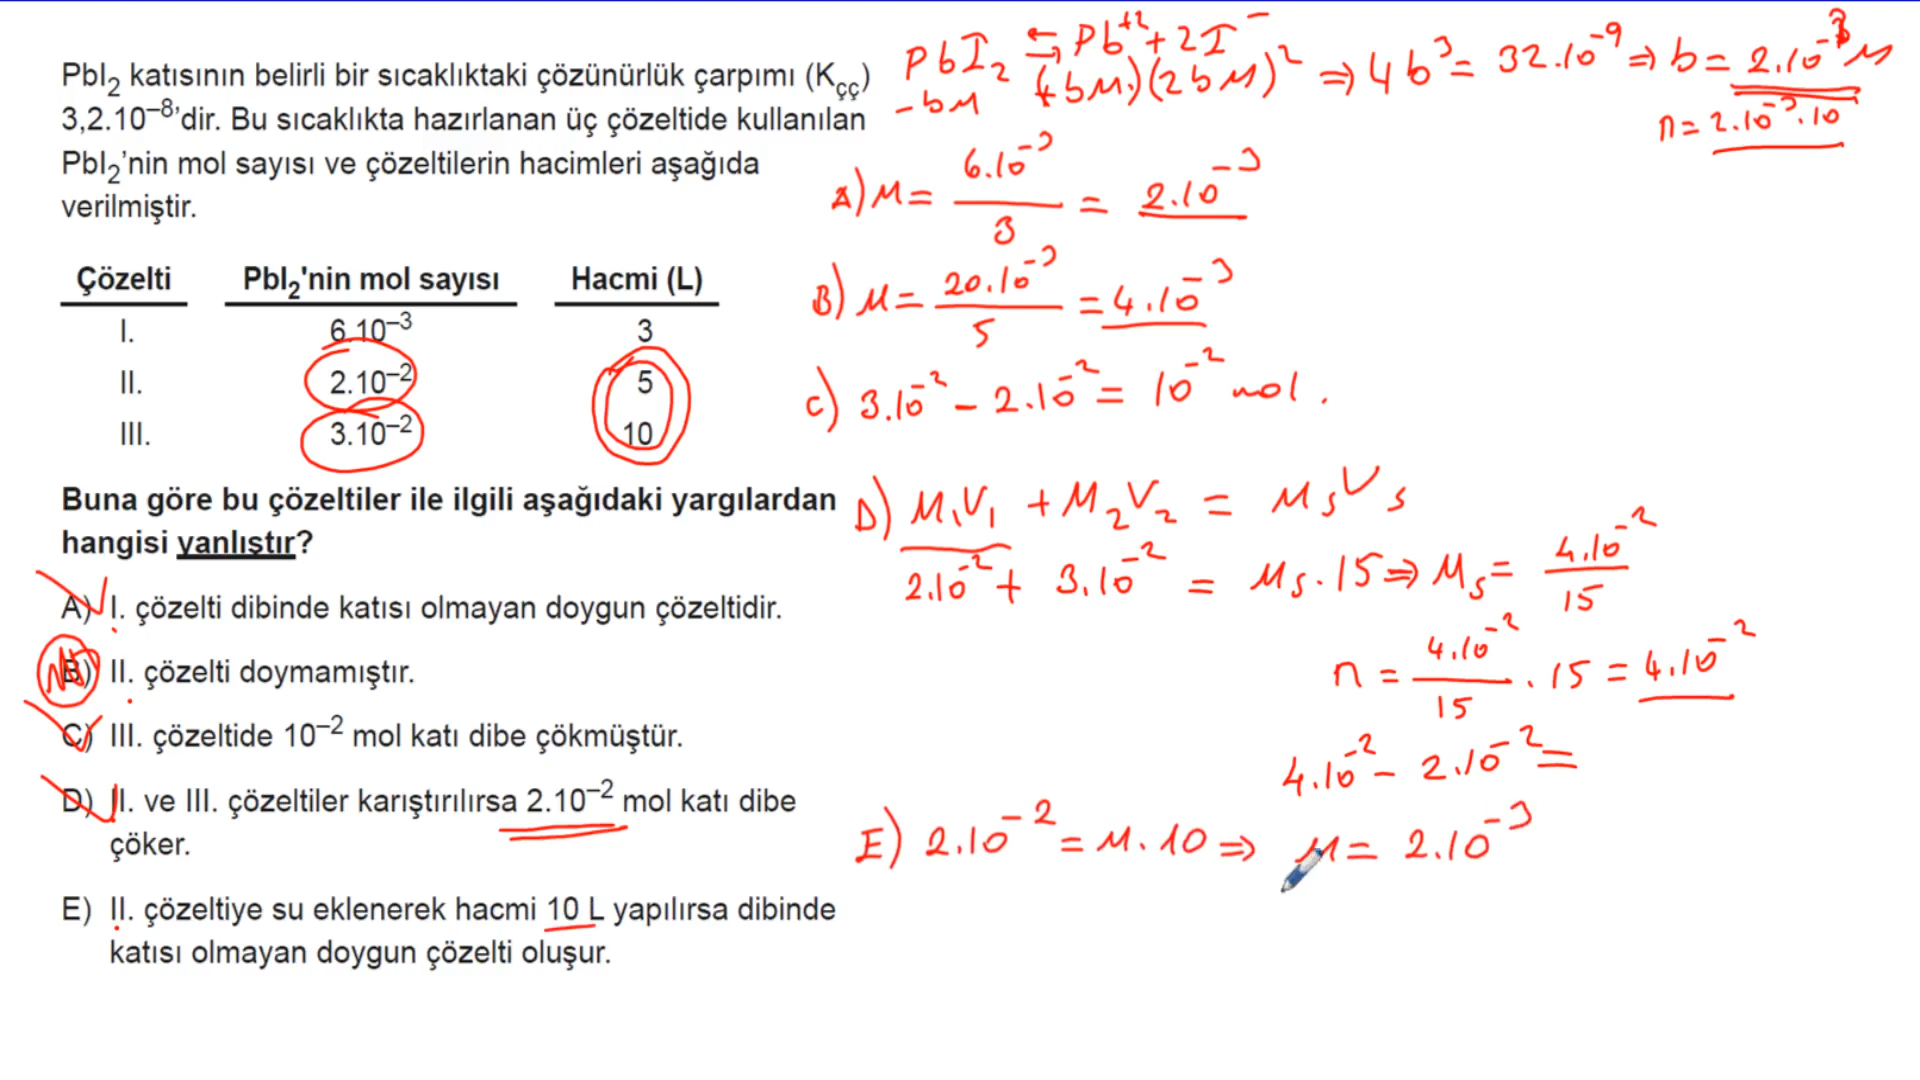 PbI₂ katısının belirli bir sıcaklıktaki çözünürlük çarpımı (Kçç)
3,2.10⁻⁸'dir. Bu sıcaklıkta hazırlanan üç çözeltide kullanılan
PbI₂'nin mol sayısı ve çözeltilerin hacimleri aşağıda
verilmiştir.
Çözelti PbI₂'nin mol sayısı Hacmi (L)
I. 6.10⁻³ 3
II. 2.10⁻² 5
III. 3.10⁻² 10
Buna göre bu çözeltiler ile ilgili aşağıdaki yargılardan
hangisi yanlıştır?
A) I. çözelti dibinde katısı olmayan doygun çözeltidir.
B) II. çözelti doymamıştır.
C) III. çözeltide 10⁻² mol katı dibe çökmüştür.
D) II. ve III. çözeltiler karıştırılırsa 2.10⁻² mol katı dibe
çöker.
E) II. çözeltiye su eklenerek hacmi 10 L yapılırsa dibinde
katısı olmayan doygun çözelti oluşur.
PbI₂ ⇆ Pb⁺² + 2I⁻
-bM (+bM)(2bM)² ⇒ 4b³ = 32.10⁻⁹ ⇒ b = 2.10⁻³ M
n = 2.10⁻³.10
A) M = 6.10⁻³ / 3 = 2.10⁻³
B) M = 20.10⁻³ / 5 = 4.10⁻³
C) 3.10⁻² - 2.10⁻² = 10⁻² mol.
D) M₁V₁ + M₂V₂ = MₛVₛ
2.10⁻² + 3.10⁻² = Mₛ.15 ⇒ Mₛ = 4.10⁻² / 15
n = 4.10⁻² / 15 . 15 = 4.10⁻²
4.10⁻² - 2.10⁻² =
E) 2.10⁻² = M.10 ⇒ M = 2.10⁻³